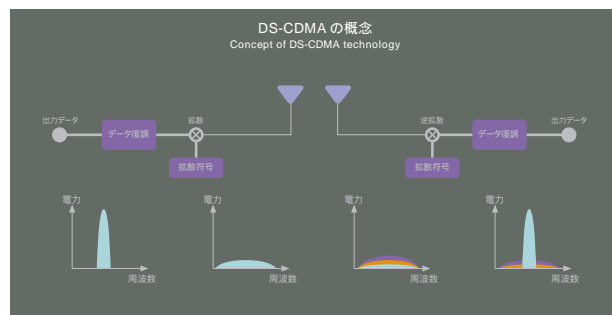 DS-CDMA の概念
Concept of DS-CDMA technology
出力データ
データ復調
拡散
拡散符号
逆拡散
拡散符号
データ復調
出力データ
電力
周波数
電力
周波数
電力
周波数
電力
周波数